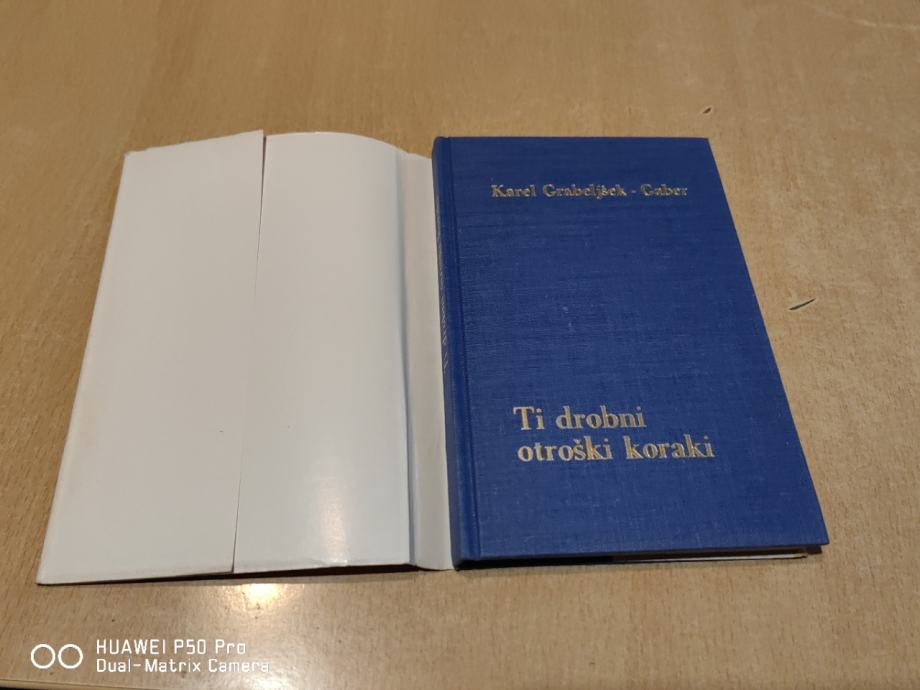 Karel Grabeljšek - Gaber
Ti drobni
otroški koraki
HUAWEI P50 Pro
Dual-Matrix Camera